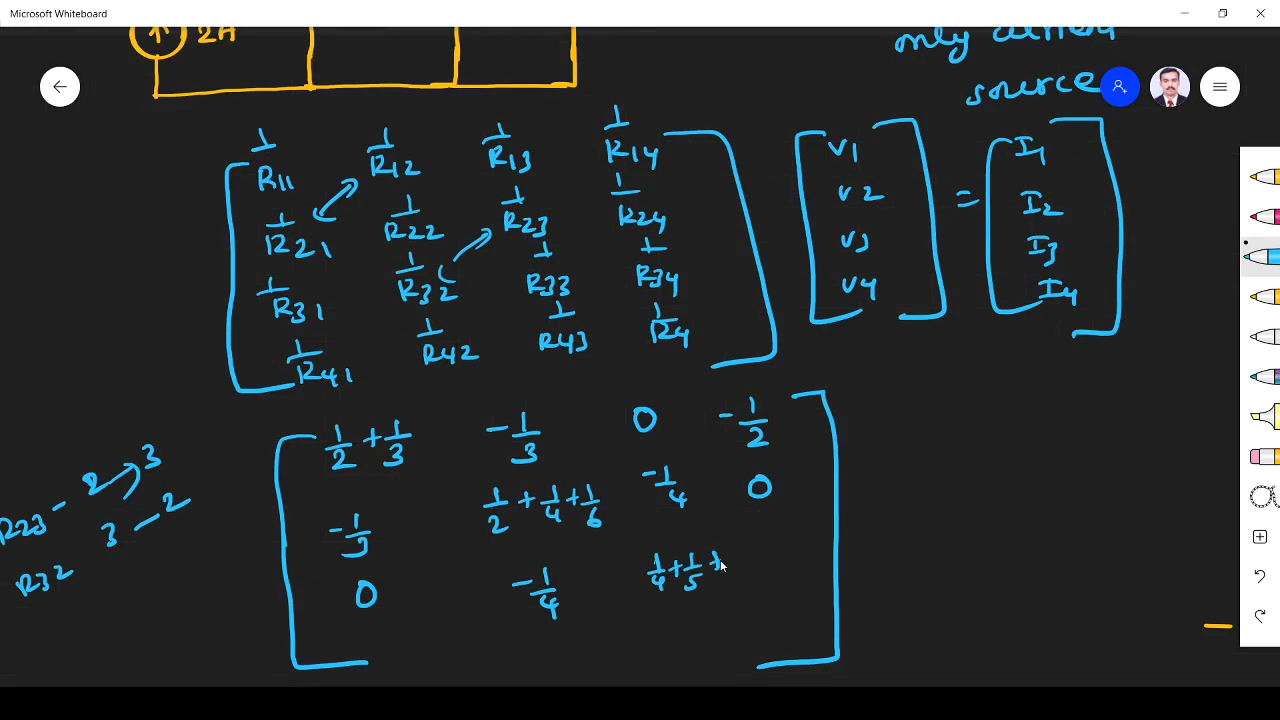 Microsoft Whiteboard
2A
only current
source
1/R11 1/R12 1/R13 1/R14
1/R21 1/R22 1/R23 1/R24
1/R31 1/R32 1/R33 1/R34
1/R41 1/R42 1/R43 1/R4
V1
V2
V3
V4
=
I1
I2
I3
I4
1/2 + 1/3 -1/3 0 -1/2
-1/3 1/2 + 1/4 + 1/6 -1/4 0
0 -1/4 1/4 + 1/5 +
R23 - 2 3
R32 3 - 2